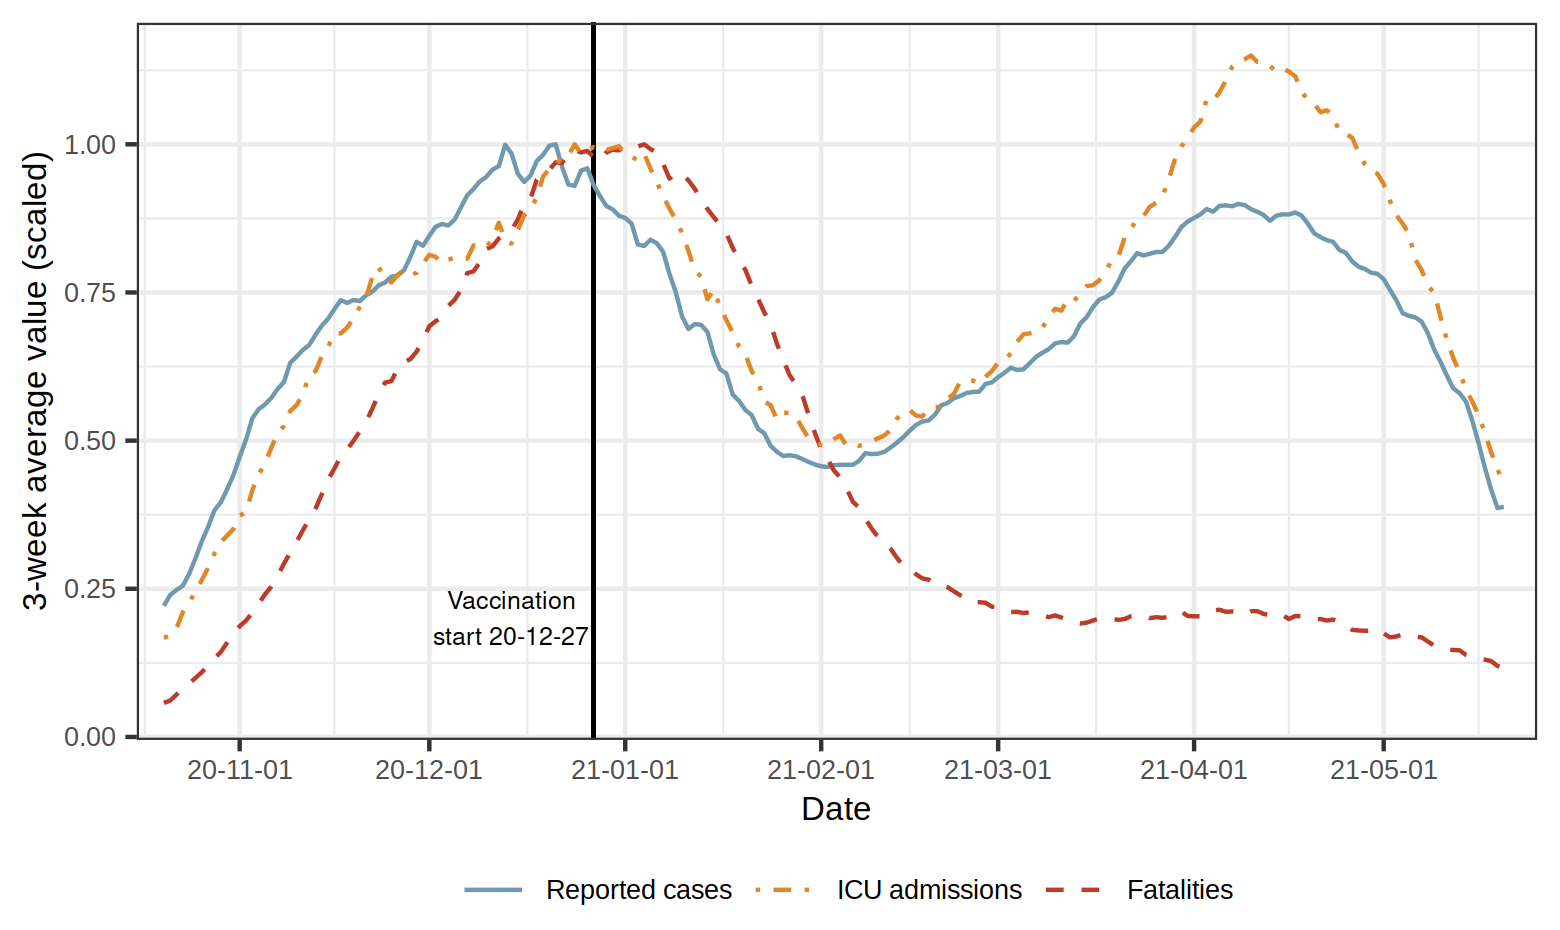 3-week average value (scaled)
1.00
0.75
0.50
0.25
0.00
Vaccination
start 20-12-27
20-11-01 20-12-01 21-01-01 21-02-01 21-03-01 21-04-01 21-05-01
Date
Reported cases ICU admissions Fatalities